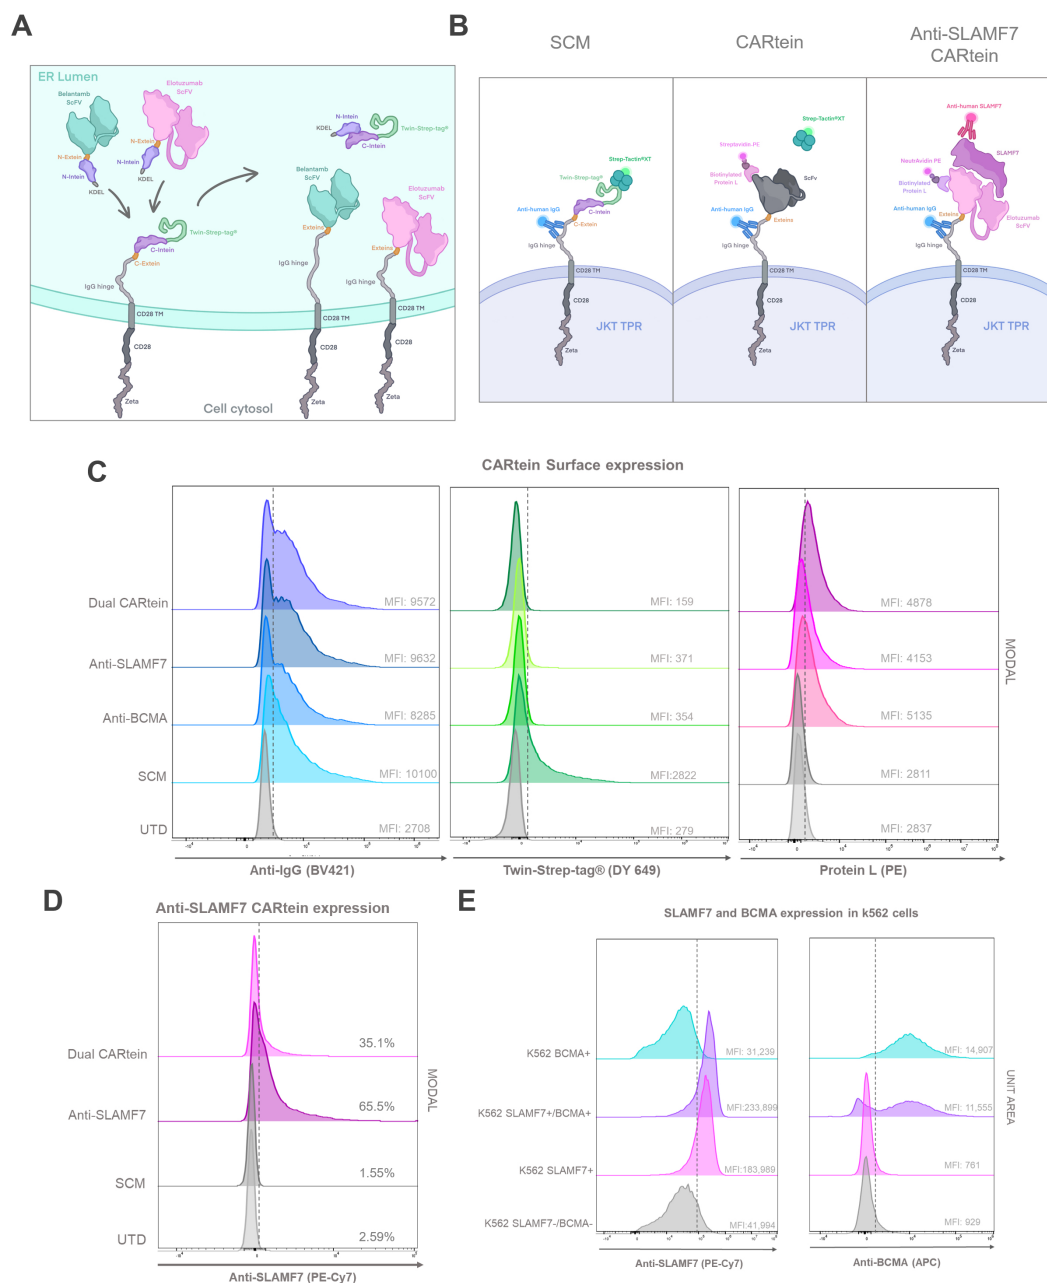 A
ER Lumen
Belantamb
ScFV
Elotuzumab
ScFV
N-Extein
N-Intein
KDEL
N-Intein
KDEL
N-Intein
KDEL
Twin-Strep-tag®
C-Intein
Belantamb
ScFV
Elotuzumab
ScFV
Twin-Strep-tag®
C-Intein
C-Extein
Exteins
Exteins
IgG hinge
IgG hinge
CD28 TM
CD28 TM
CD28
CD28
CD28
Zeta
Zeta
Zeta
Cell cytosol
B
SCM
CARtein
Anti-SLAMF7
CARtein
Strep-Tactin®XT
Twin-Strep-tag®
Anti-human IgG
C-Intein
C-Extein
IgG hinge
CD28 TM
CD28
JKT TPR
Zeta
Strep-Tactin®XT
Streptavidin PE
Biotinylated
Protein L
ScFv
Anti-human IgG
Exteins
IgG hinge
CD28 TM
CD28
JKT TPR
Zeta
Anti-human SLAMF7
SLAMF7
NeutrAvidin PE
Biotinylated
Protein L
Anti-human IgG
Exteins
Elotuzumab
ScFV
IgG hinge
CD28 TM
CD28
JKT TPR
Zeta
C
CARtein Surface expression
Dual CARtein
MFI: 9572
MFI: 159
MFI: 4878
Anti-SLAMF7
MFI: 9632
MFI: 371
MFI: 4153
Anti-BCMA
MFI: 8285
MFI: 354
MFI: 5135
SCM
MFI: 10100
MFI:2822
MFI: 2811
UTD
MFI: 2708
MFI: 279
MFI: 2837
MODAL
Anti-IgG (BV421)
Twin-Strep-tag® (DY 649)
Protein L (PE)
D
Anti-SLAMF7 CARtein expression
Dual CARtein
35.1%
Anti-SLAMF7
65.5%
SCM
1.55%
UTD
2.59%
MODAL
Anti-SLAMF7 (PE-Cy7)
E
SLAMF7 and BCMA expression in k562 cells
K562 BCMA+
MFI: 31,239
MFI: 14,907
K562 SLAMF7+/BCMA+
MFI:233,899
MFI: 11,555
K562 SLAMF7+
MFI:183,989
MFI: 761
K562 SLAMF7-/BCMA-
MFI:41,994
MFI: 929
UNIT AREA
Anti-SLAMF7 (PE-Cy7)
Anti-BCMA (APC)